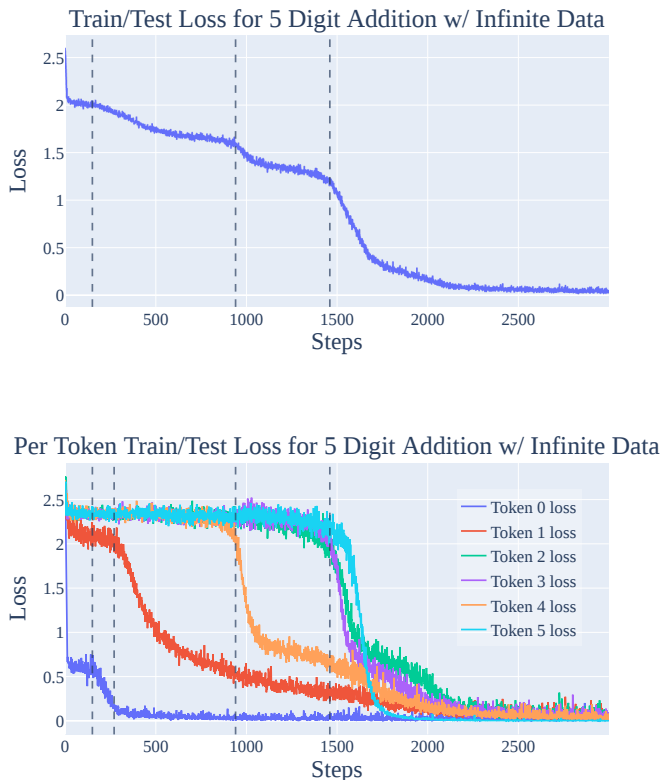 Train/Test Loss for 5 Digit Addition w/ Infinite Data
2.5
2
1.5
1
0.5
0
Loss
0 500 1000 1500 2000 2500
Steps
Per Token Train/Test Loss for 5 Digit Addition w/ Infinite Data
2.5
2
1.5
1
0.5
0
Loss
Token 0 loss
Token 1 loss
Token 2 loss
Token 3 loss
Token 4 loss
Token 5 loss
0 500 1000 1500 2000 2500
Steps